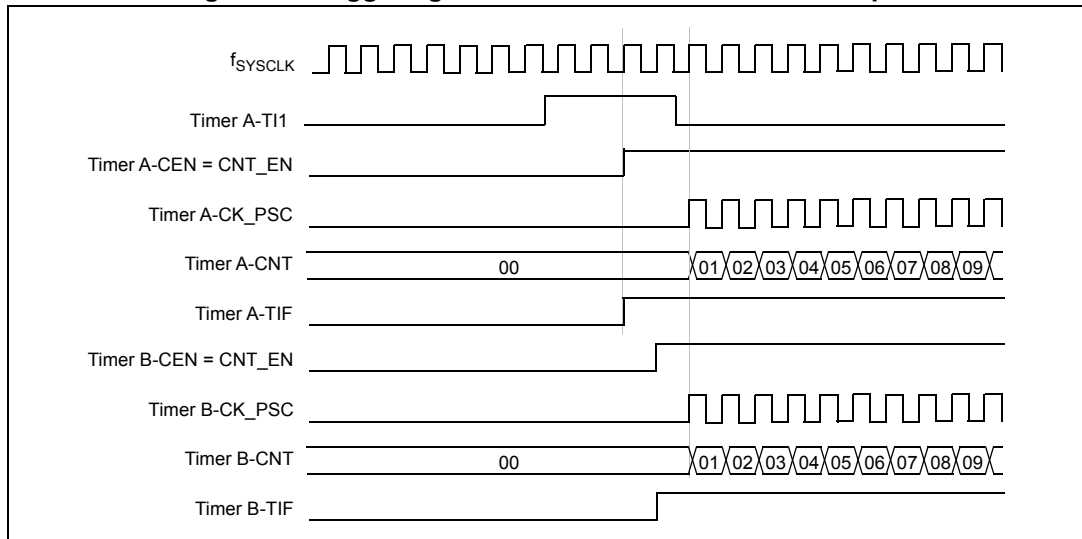 fSYSCLK
Timer A-TI1
Timer A-CEN = CNT_EN
Timer A-CK_PSC
Timer A-CNT 00 01 02 03 04 05 06 07 08 09
Timer A-TIF
Timer B-CEN = CNT_EN
Timer B-CK_PSC
Timer B-CNT 00 01 02 03 04 05 06 07 08 09
Timer B-TIF